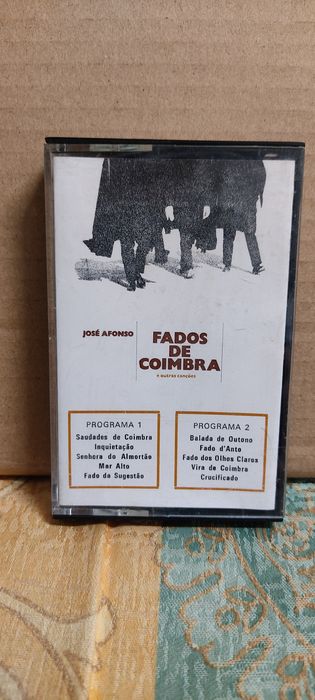 JOSÉ AFONSO
FADOS
DE
COIMBRA
e outras canções
PROGRAMA 1
Saudades de Coimbra
Inquietação
Senhora do Almortão
Mar Alto
Fado da Sugestão
PROGRAMA 2
Balada de Outono
Fado d'Anto
Fado dos Olhos Claros
Vira de Coimbra
Crucificado